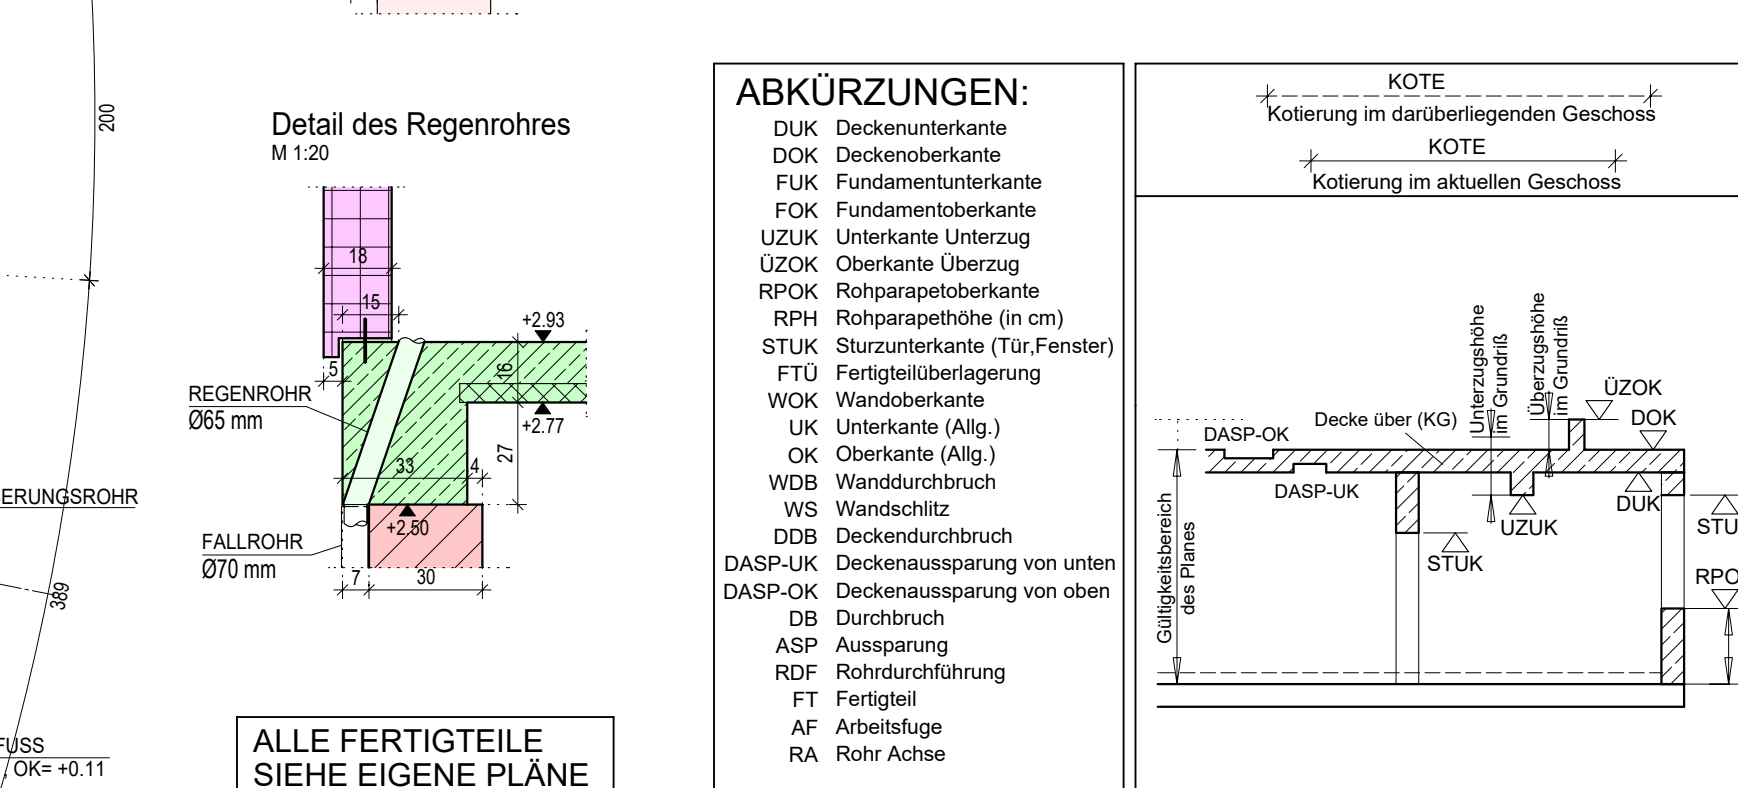 200
Detail des Regenrohres
M 1:20
18
15
+2.93
5
16
REGENROHR
Ø65 mm
+2.77
27
33
4
ERUNGSROHR
+2.50
FALLROHR
Ø70 mm
7
30
389
FUSS
, OK= +0.11
ALLE FERTIGTEILE
SIEHE EIGENE PLÄNE
ABKÜRZUNGEN:
DUK Deckenunterkante
DOK Deckenoberkante
FUK Fundamentunterkante
FOK Fundamentoberkante
UZUK Unterkante Unterzug
ÜZOK Oberkante Überzug
RPOK Rohparapetoberkante
RPH Rohparapethöhe (in cm)
STUK Sturzunterkante (Tür,Fenster)
FTÜ Fertigteilüberlagerung
WOK Wandoberkante
UK Unterkante (Allg.)
OK Oberkante (Allg.)
WDB Wanddurchbruch
WS Wandschlitz
DDB Deckendurchbruch
DASP-UK Deckenaussparung von unten
DASP-OK Deckenaussparung von oben
DB Durchbruch
ASP Aussparung
RDF Rohrdurchführung
FT Fertigteil
AF Arbeitsfuge
RA Rohr Achse
KOTE
Kotierung im darüberliegenden Geschoss
KOTE
Kotierung im aktuellen Geschoss
Unterzugshöhe
im Grundriß
Überzugshöhe
im Grundriß
ÜZOK
DOK
Decke über (KG)
DASP-OK
DASP-UK
DUK
UZUK
STU
STUK
RPO
Gültigkeitsbereich
des Planes